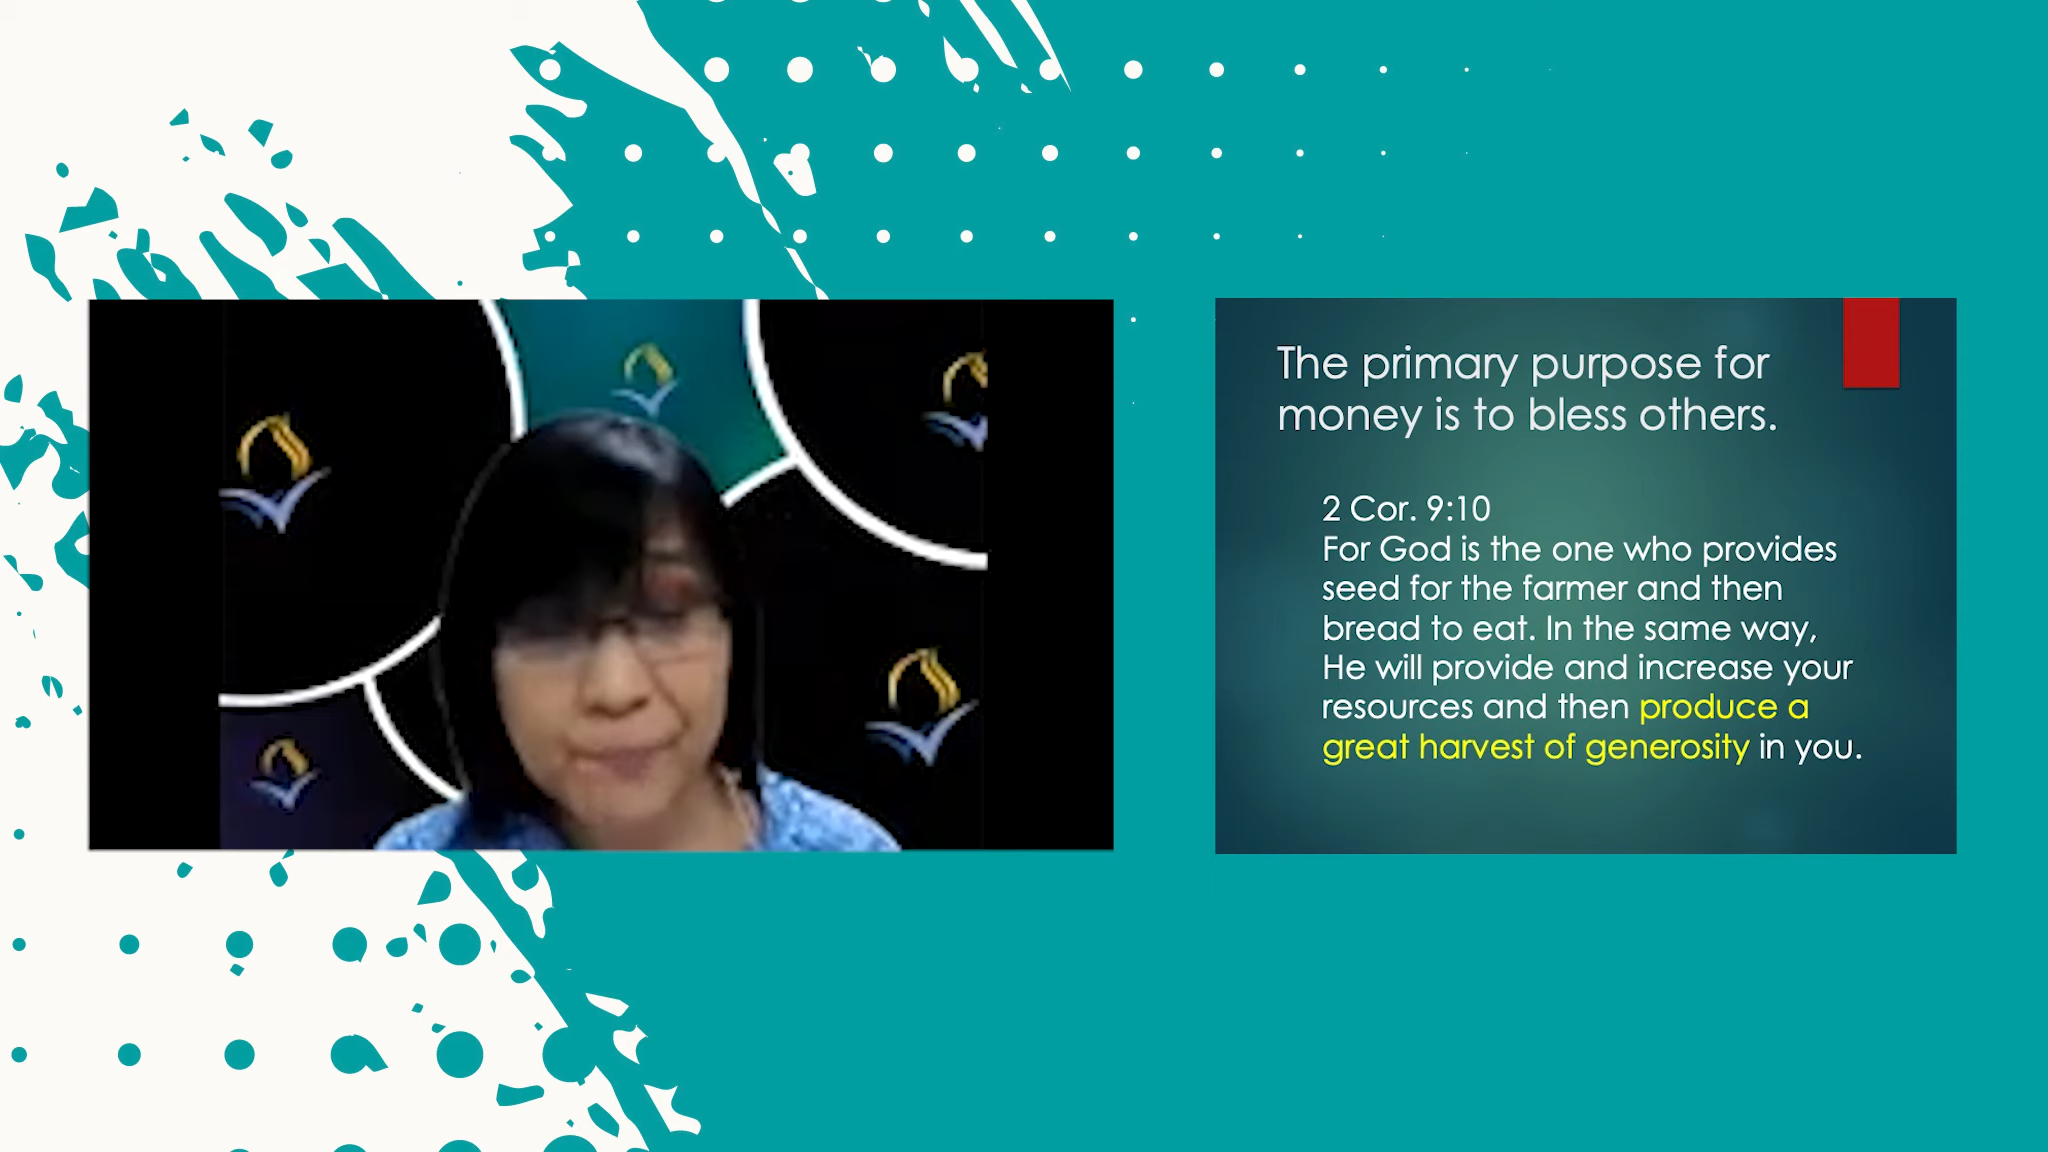 The primary purpose for
money is to bless others.
2 Cor. 9:10
For God is the one who provides
seed for the farmer and then
bread to eat. In the same way,
He will provide and increase your
resources and then produce a
great harvest of generosity in you.